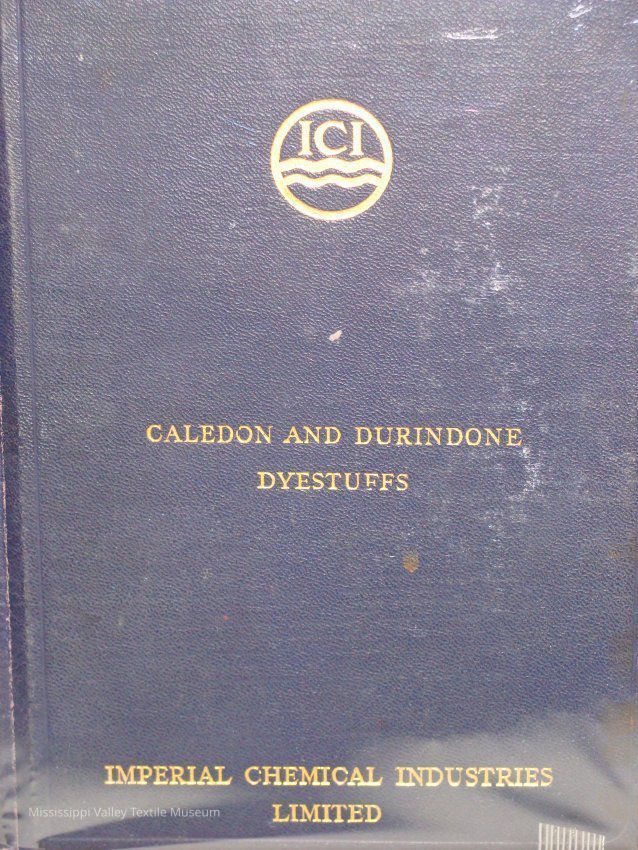 ICI
CALEDON AND DURINDONE
DYESTUFFS
IMPERIAL CHEMICAL INDUSTRIES
LIMITED
Mississippi Valley Textile Museum